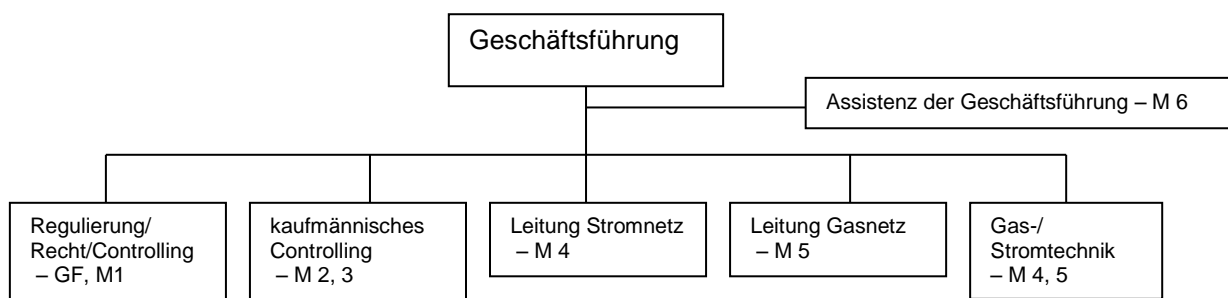 Geschäftsführung
Assistenz der Geschäftsführung – M 6
Regulierung/
Recht/Controlling
– GF, M1
kaufmännisches
Controlling
– M 2, 3
Leitung Stromnetz
– M 4
Leitung Gasnetz
– M 5
Gas-/
Stromtechnik
– M 4, 5